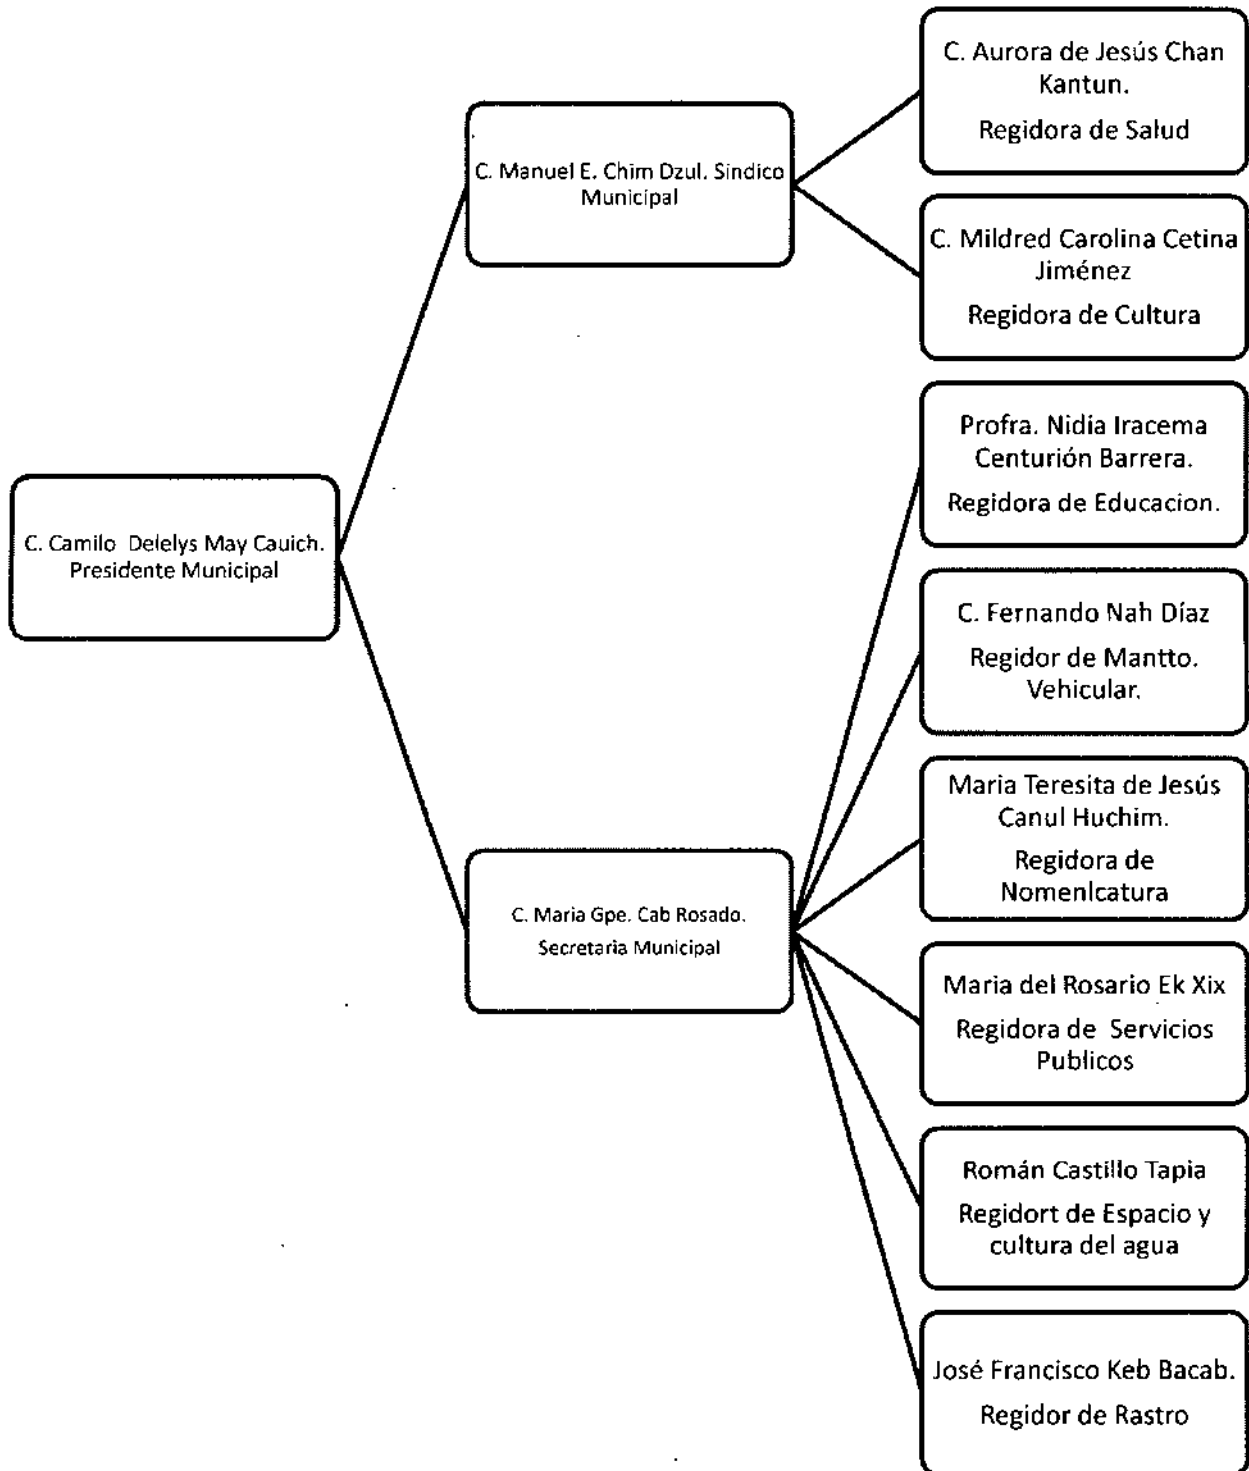 C. Aurora de Jesús Chan
Kantun.
Regidora de Salud
C. Manuel E. Chim Dzul. Sindico
Municipal
C. Mildred Carolina Cetina
Jiménez
Regidora de Cultura
Profra. Nidia Iracema
Centurión Barrera.
Regidora de Educacion.
C. Camilo Delelys May Cauich.
Presidente Municipal
C. Fernando Nah Díaz
Regidor de Mantto.
Vehicular.
Maria Teresita de Jesús
Canul Huchim.
Regidora de
Nomenlcatura
C. Maria Gpe. Cab Rosado.
Secretaria Municipal
Maria del Rosario Ek Xix
Regidora de Servicios
Publicos
Román Castillo Tapia
Regidort de Espacio y
cultura del agua
José Francisco Keb Bacab.
Regidor de Rastro